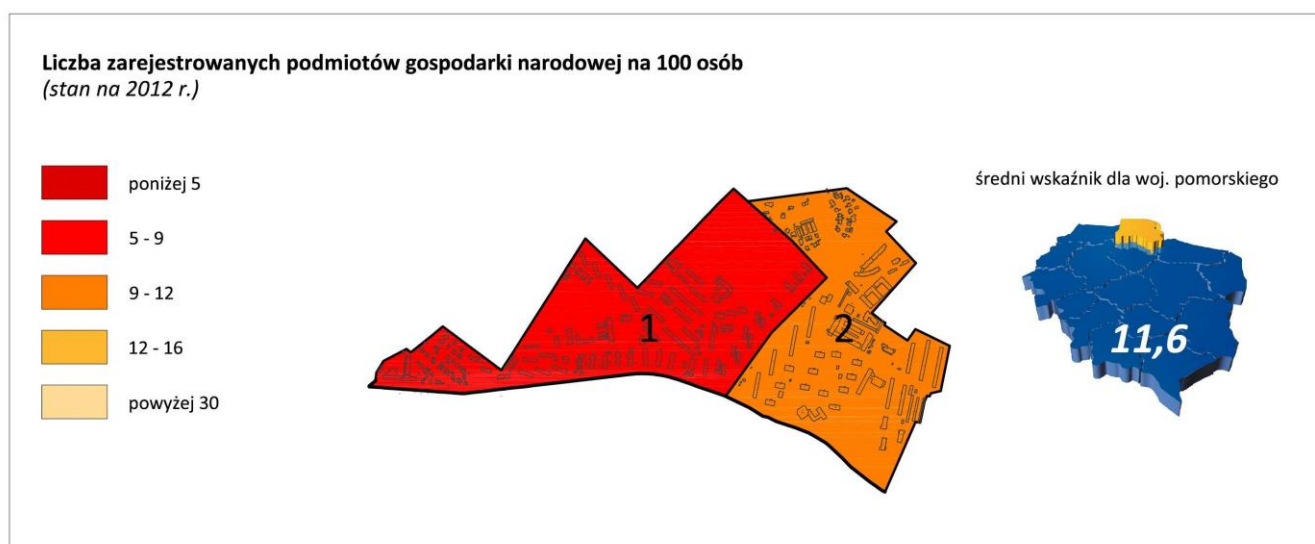 Liczba zarejestrowanych podmiotów gospodarki narodowej na 100 osób
(stan na 2012 r.)
poniżej 5
5 - 9
9 - 12
12 - 16
powyżej 30
1
2
średni wskaźnik dla woj. pomorskiego
11,6